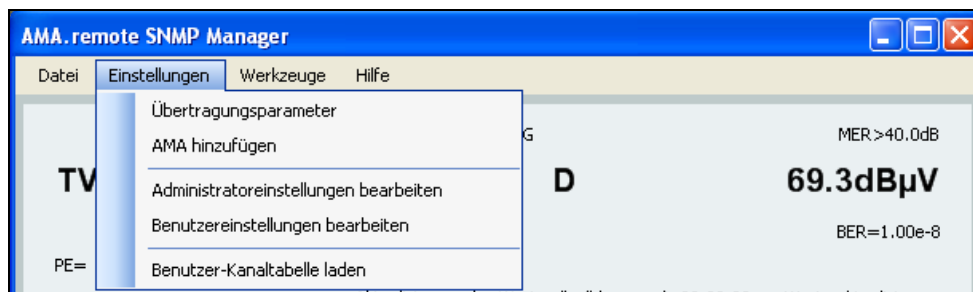 AMA.remote SNMP Manager
Datei Einstellungen Werkzeuge Hilfe
Übertragungsparameter
AMA hinzufügen
Administratoreinstellungen bearbeiten
Benutzereinstellungen bearbeiten
Benutzer-Kanaltabelle laden
G MER>40.0dB
TV D 69.3dBµV
BER=1.00e-8
PE=